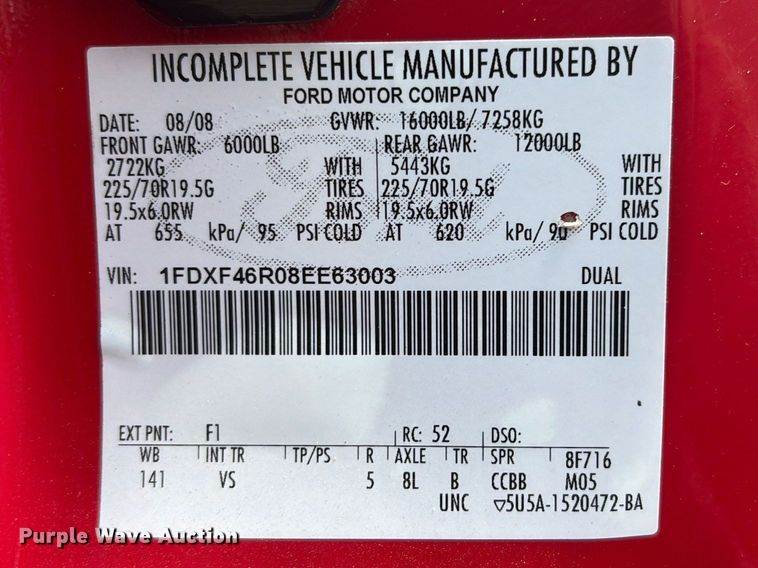 INCOMPLETE VEHICLE MANUFACTURED BY
FORD MOTOR COMPANY
DATE: 08/08 GVWR: 16000LB/ 7258KG
FRONT GAWR: 6000LB REAR GAWR: 12000LB
2722KG WITH 5443KG WITH
225/70R19.5G TIRES 225/70R19.5G TIRES
19.5x6.0RW RIMS 19.5x6.0RW RIMS
AT 655 kPa/ 95 PSI COLD AT 620 kPa/ 90 PSI COLD
VIN: 1FDXF46R08EE63003 DUAL
EXT PNT: F1 RC: 52 DSO:
WB INT TR TP/PS R AXLE TR SPR 8F716
141 VS 5 8L B CCBB M05
UNC ▽5U5A-1520472-BA
Purple Wave Auction